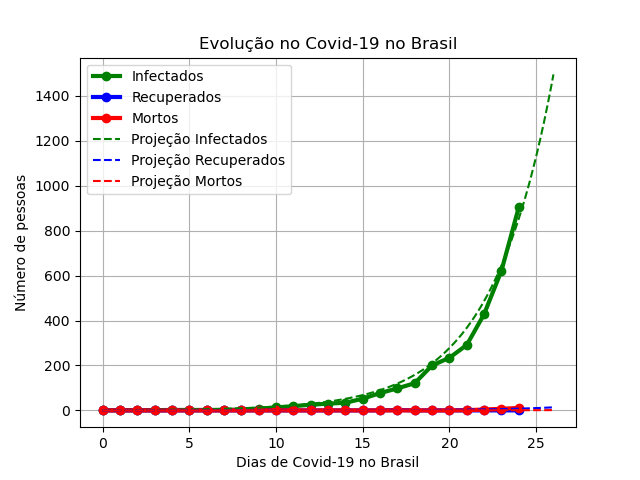 Evolução no Covid-19 no Brasil
Infectados
Recuperados
Mortos
Projeção Infectados
Projeção Recuperados
Projeção Mortos
1400
1200
1000
800
600
400
200
0
Número de pessoas
0 5 10 15 20 25
Dias de Covid-19 no Brasil